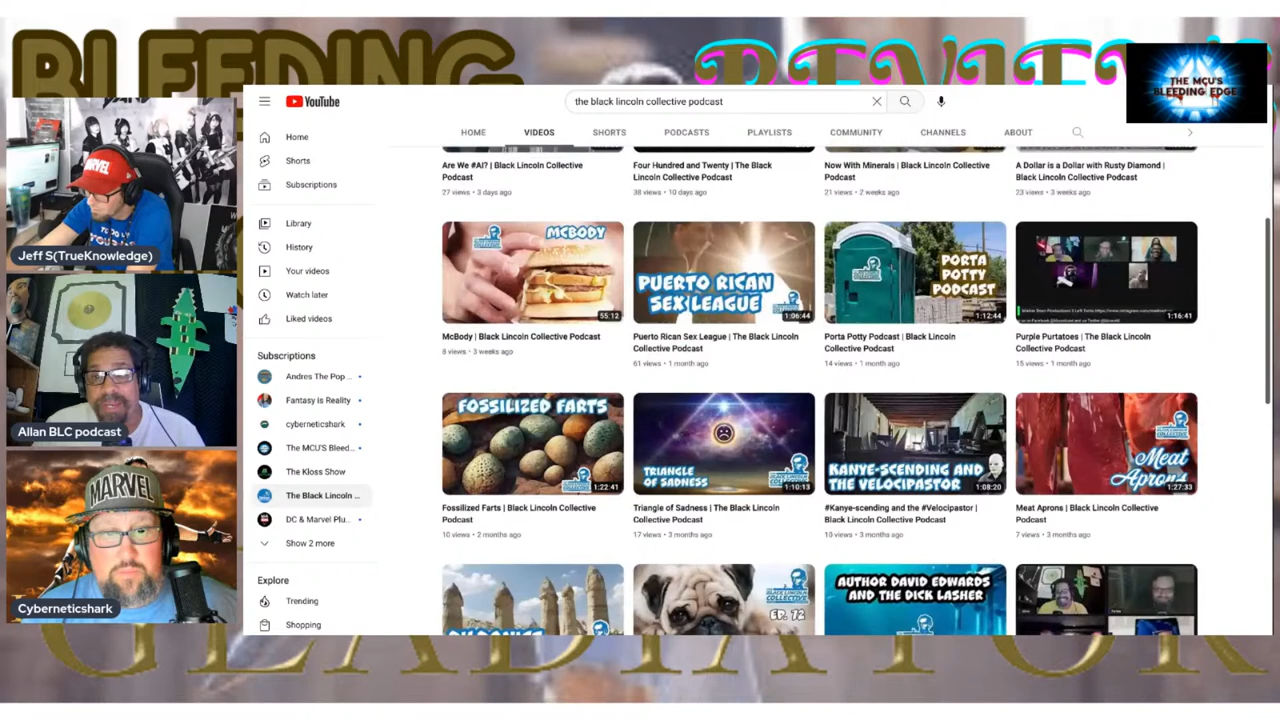 BLEEDING
REVIEWS
THE MCU'S
BLEEDING EDGE
YouTube
the black lincoln collective podcast
HOME
VIDEOS
SHORTS
PODCASTS
PLAYLISTS
COMMUNITY
CHANNELS
ABOUT
Home
Shorts
Subscriptions
Library
History
Your videos
Watch later
Liked videos
Subscriptions
Andres The Pop ...
Fantasy is Reality
cyberneticshark
The MCU'S Bleed...
The Kloss Show
The Black Lincoln ...
DC & Marvel Plu...
Show 2 more
Explore
Trending
Shopping
MARVEL
Jeff S(TrueKnowledge)
Allan BLC podcast
MARVEL
Cyberneticshark
Are We #AI? | Black Lincoln Collective
Podcast
27 views • 3 days ago
Four Hundred and Twenty | The Black
Lincoln Collective Podcast
38 views • 10 days ago
Now With Minerals | Black Lincoln
Collective Podcast
21 views • 2 weeks ago
A Dollar is a Dollar with Rusty Diamond |
Black Lincoln Collective Podcast
23 views • 3 weeks ago
MCBODY
55:12
McBody | Black Lincoln Collective Podcast
8 views • 3 weeks ago
PUERTO RICAN
SEX LEAGUE
1:06:44
Puerto Rican Sex League | The Black
Lincoln Collective Podcast
61 views • 1 month ago
PORTA
POTTY
PODCAST
1:12:44
Porta Potty Podcast | Black Lincoln
Collective Podcast
14 views • 1 month ago
1:16:41
Purple Purtatoes | The Black Lincoln
Collective Podcast
15 views • 1 month ago
FOSSILIZED FARTS
1:22:41
Fossilized Farts | Black Lincoln Collective
Podcast
10 views • 2 months ago
TRIANGLE
OF SADNESS
1:10:13
Triangle of Sadness | The Black Lincoln
Collective Podcast
17 views • 3 months ago
KANYE-SCENDING AND
THE VELOCIPASTOR
1:08:20
#Kanye-scending and the #Velocipastor |
Black Lincoln Collective Podcast
10 views • 3 months ago
Meat
Aprons
1:27:33
Meat Aprons | Black Lincoln Collective
Podcast
7 views • 3 months ago
EP. 72
AUTHOR DAVID EDWARDS
AND THE DICK LASHER
GLADIATOR